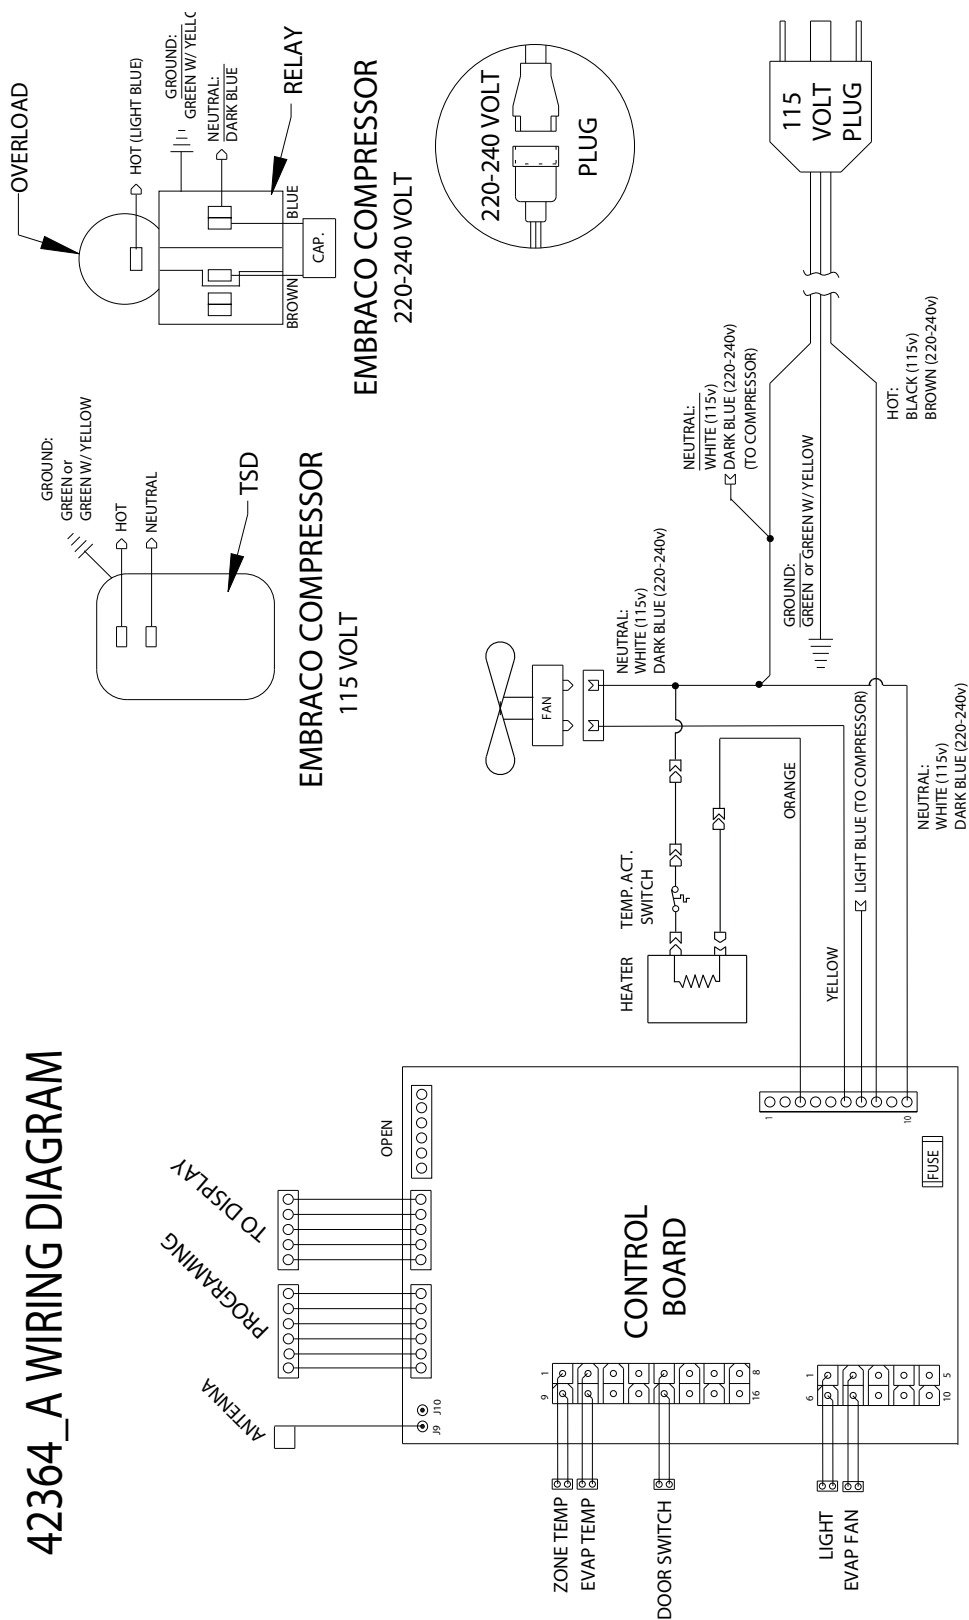 42364_A WIRING DIAGRAM
ANTENNA
PROGRAMING
TO DISPLAY
OPEN
J9
J10
ZONE TEMP
EVAP TEMP
DOOR SWITCH
LIGHT
EVAP FAN
1
8
9
16
1
5
6
10
CONTROL
BOARD
FUSE
1
10
HEATER
TEMP. ACT.
SWITCH
YELLOW
ORANGE
LIGHT BLUE (TO COMPRESSOR)
FAN
NEUTRAL:
WHITE (115v)
DARK BLUE (220-240v)
NEUTRAL:
WHITE (115v)
DARK BLUE (220-240v)
NEUTRAL:
WHITE (115v)
DARK BLUE (220-240v)
(TO COMPRESSOR)
GROUND:
GREEN or GREEN W/ YELLOW
HOT:
BLACK (115v)
BROWN (220-240v)
115
VOLT
PLUG
220-240 VOLT
PLUG
GROUND:
GREEN or
GREEN W/ YELLOW
HOT
NEUTRAL
TSD
EMBRACO COMPRESSOR
115 VOLT
OVERLOAD
HOT (LIGHT BLUE)
GROUND:
GREEN W/ YELLO
NEUTRAL:
DARK BLUE
RELAY
BROWN
BLUE
CAP.
EMBRACO COMPRESSOR
220-240 VOLT